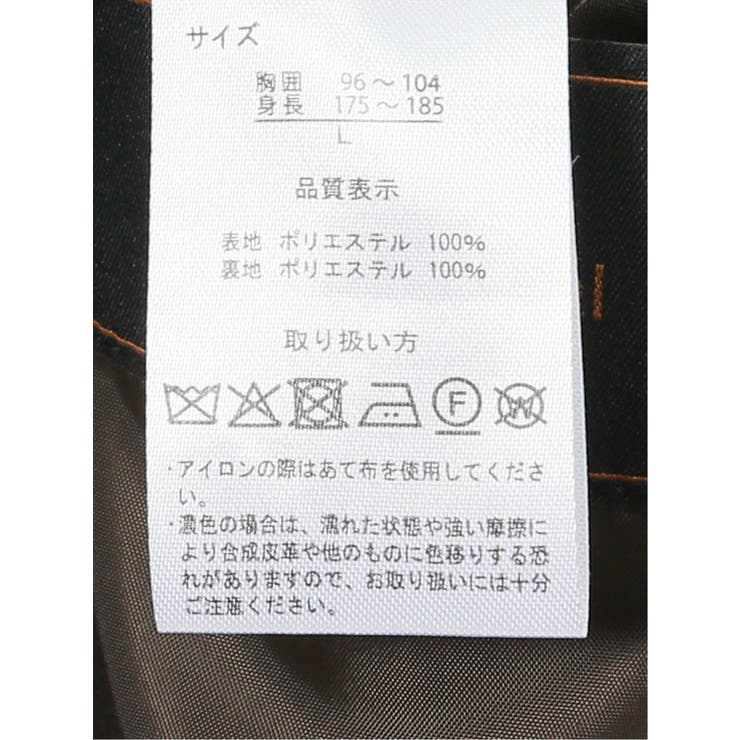 サイズ
胸囲 96～104
身長 175～185
L
品質表示
表地 ポリエステル 100%
裏地 ポリエステル 100%
取り扱い方
F W
・アイロンの際はあて布を使用してくださ
い。
・濃色の場合は、濡れた状態や強い摩擦に
より合成皮革や他のものに色移りする恐
れがありますので、お取り扱いには十分
ご注意ください。